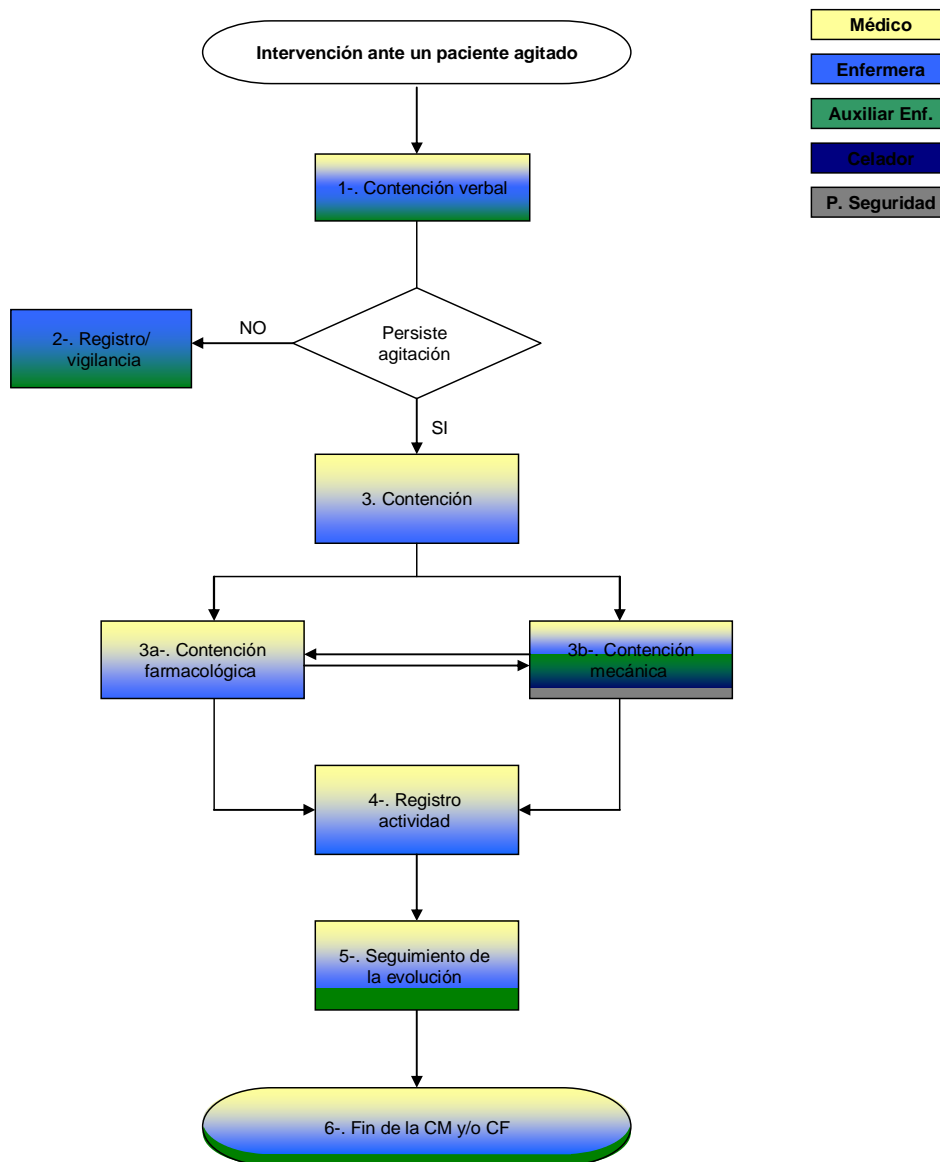 Intervención ante un paciente agitado
Médico
Enfermera
Auxiliar Enf.
Celador
P. Seguridad
1-. Contención verbal
Persiste
agitación
NO
2-. Registro/
vigilancia
SI
3. Contención
3a-. Contención
farmacológica
3b-. Contención
mecánica
4-. Registro
actividad
5-. Seguimiento de
la evolución
6-. Fin de la CM y/o CF